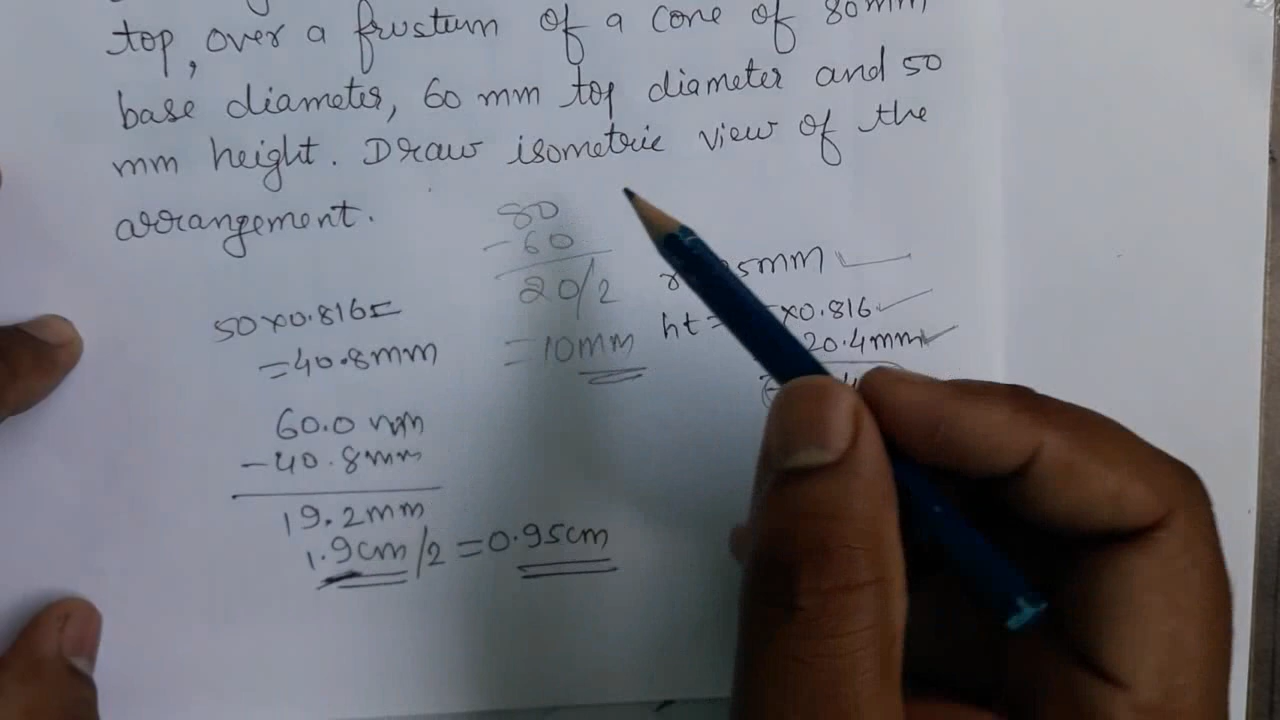 top, over a frustum of a cone of 80mm
base diameter, 60 mm top diameter and 50
mm height. Draw isometric view of the
arrangement.
80
- 60
20/2
= 10mm
50x0.816=
= 40.8mm
60.0 mm
- 40.8mm
19.2mm
1.9cm/2 = 0.95cm
5mm
ht =
x0.816
20.4mm